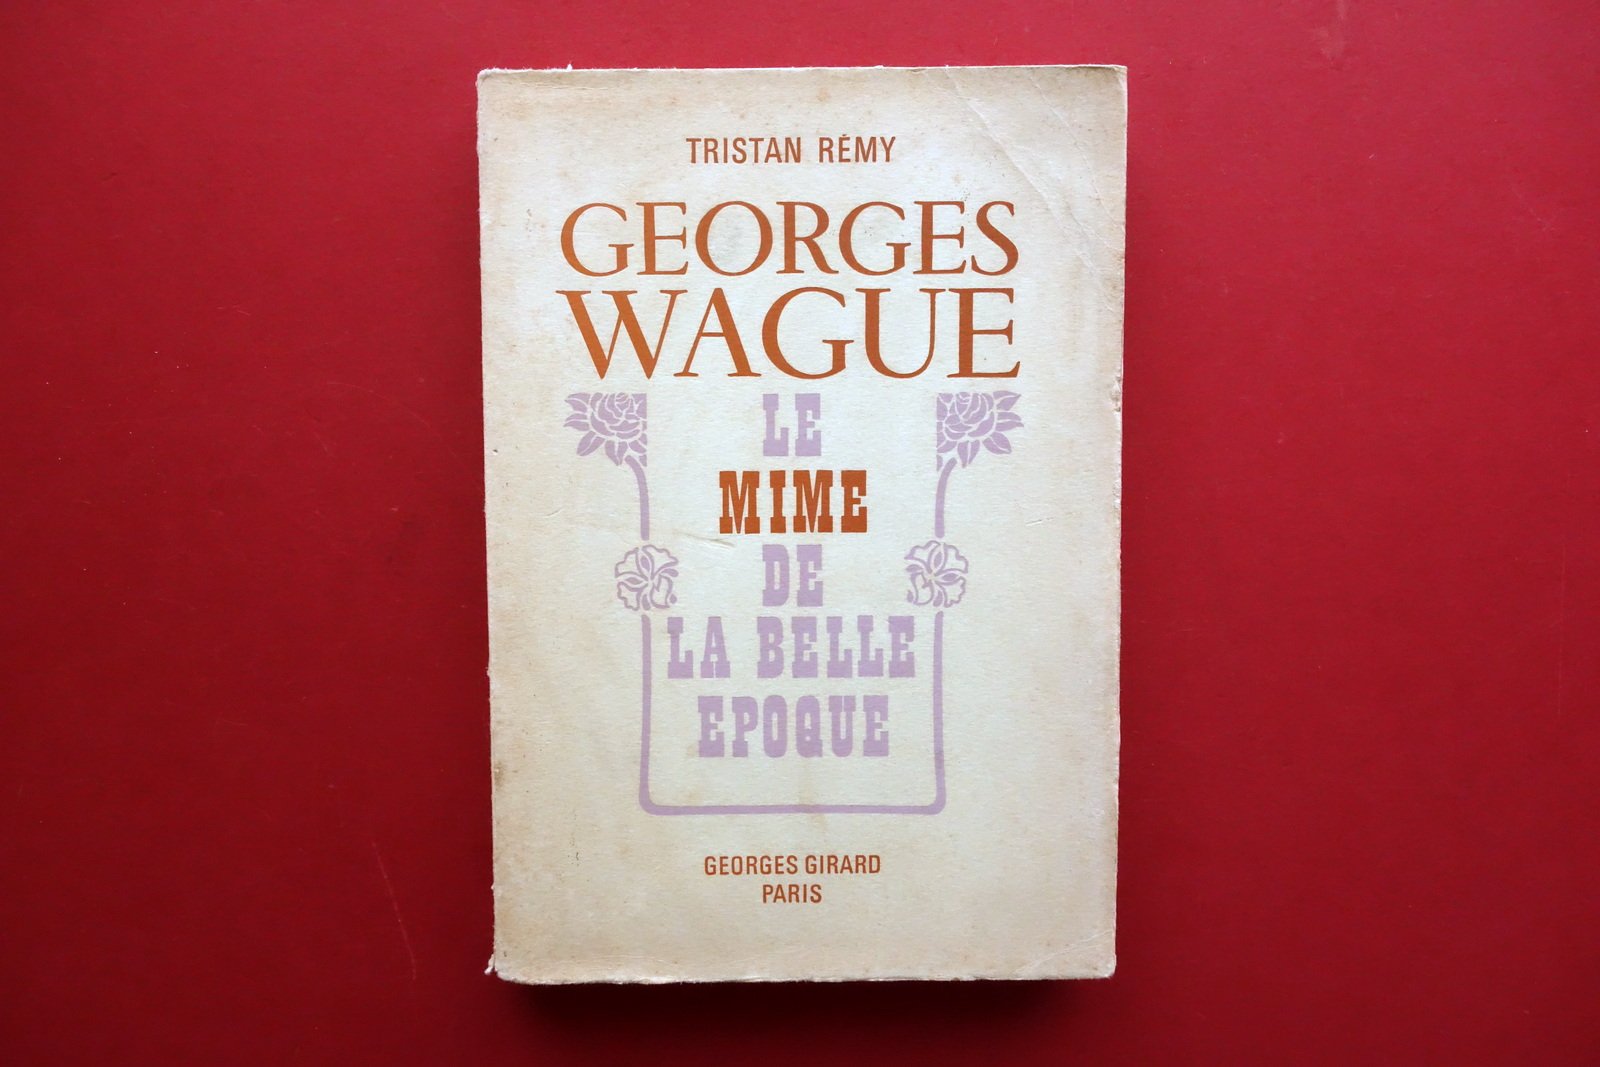 TRISTAN RÉMY
GEORGES
WAGUE
LE
MIME
DE
LA BELLE
EPOQUE
GEORGES GIRARD
PARIS